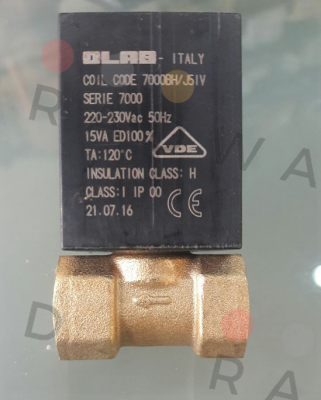 OLAB - ITALY
COIL CODE 7000BH/J5IV
SERIE 7000
220-230Vac 50Hz
15VA ED100%
TA:120°C
VDE
INSULATION CLASS: H
CLASS:I IP 00
21.07.16 CE